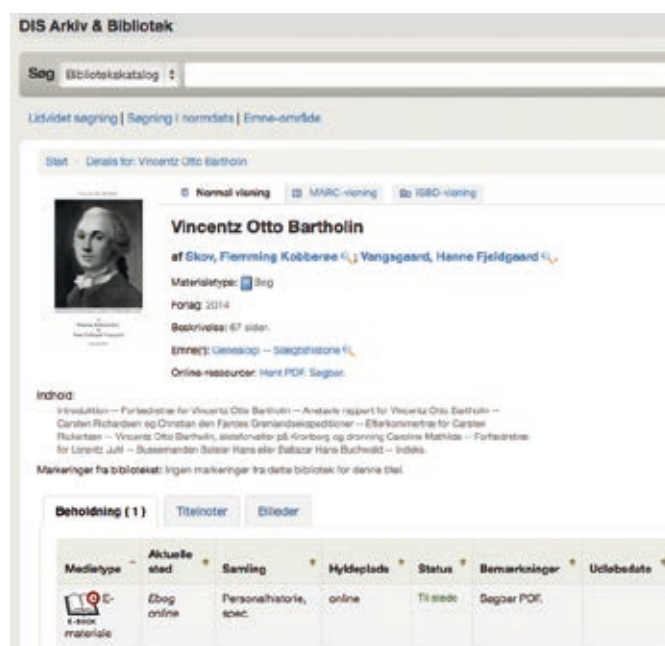 DIS Arkiv & Bibliotek
Søg Bibliotekskatalog
Udvidet søgning | Søgning i normdata | Emne-område
Start Details for: Vincentz Otto Bartholin
Normal visning MARC-visning ISBD-visning
Vincentz Otto Bartholin
af Skov, Flemming Kobberøe; Vangsgaard, Hanne Fjeldgaard.
Materialetype: Bog
Forlag: 2014
Beskrivelse: 67 sider.
Emne(r): Genealogi -- Slægtshistorie
Online-ressourcer: Hent PDF. Søgbar.
Indhold:
Introduktion -- Forfædretræ for Vincentz Otto Bartholin -- Anetavle rapport for Vincentz Otto Bartholin --
Carsten Richardsen og Christian den Fjerdes Grønlandsekspeditioner -- Efterkommertræ for Carsten
Rickertsen -- Vincentz Otto Bartholin, slotsforvalter på Kronborg og dronning Caroline Mathilde -- Forfædretræ
for Lorentz Juhl -- Bussemanden Balster Hans eller Baltazar Hans Buchwald -- Indeks.
Markeringer fra biblioteket: Ingen markeringer fra dette bibliotek for denne titel.
Beholdning ( 1 ) Titelnoter Billeder
Medietype Aktuelle sted Samling Hyldeplads Status Bemærkninger Udløbsdato
E-BOOK E-materiale Ebog online Personalhistorie, spec. online Til stede Søgbar PDF.